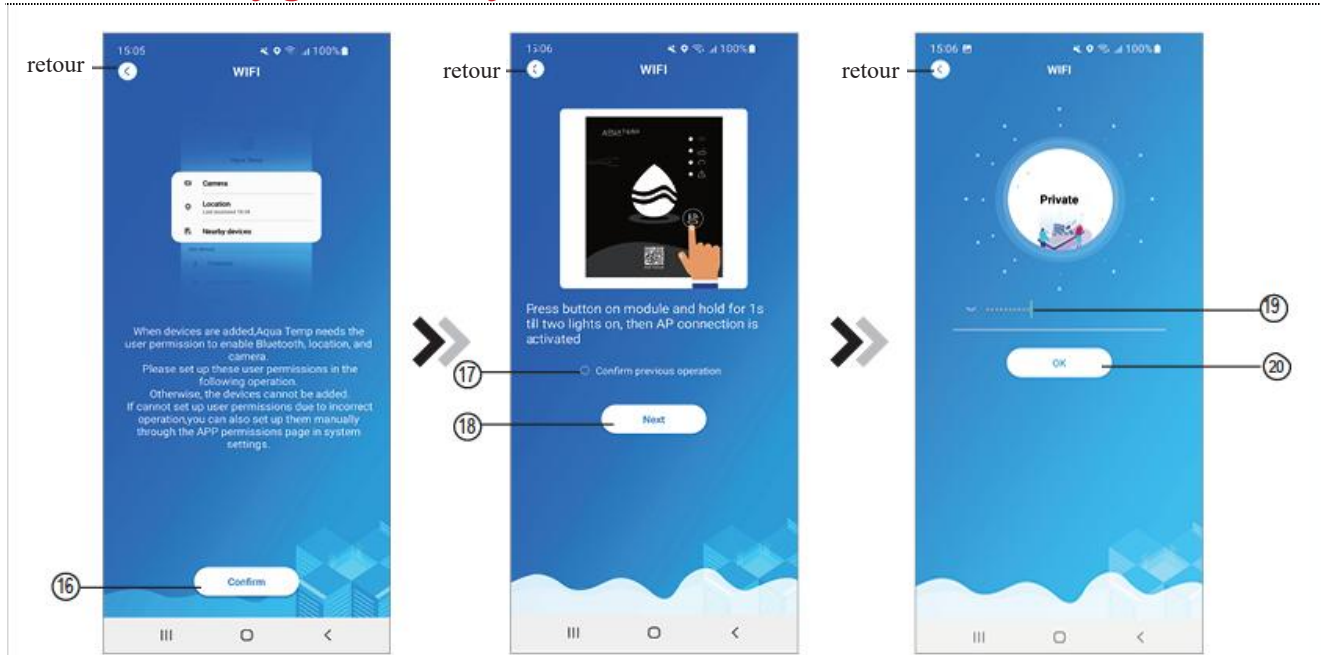 retour
15:05
100%
WIFI
Camera
Location
Nearby devices
When devices are added,Aqua Temp needs the
user permission to enable Bluetooth, location, and
camera.
Please set up these user permissions in the
following operation.
Otherwise, the devices cannot be added.
If cannot set up user permissions due to incorrect
operation,you can also set up them manually
through the APP permissions page in system
settings.
16
Confirm
retour
15:06
100%
WIFI
Press button on module and hold for 1s
till two lights on, then AP connection is
activated
17
Confirm previous operation
18
Next
retour
15:06
100%
WIFI
Private
19
OK
20